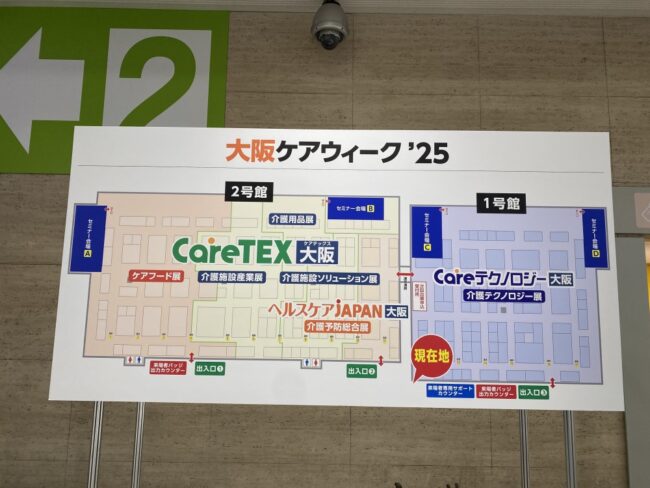 2
大阪ケアウィーク '25
2号館
1号館
セミナー会場 A
介護用品展
セミナー会場 B
セミナー会場 C
セミナー会場 D
ケアテックス
CareTEX 大阪
ケアフード展
介護施設産業展
介護施設ソリューション展
Careテクノロジー大阪
介護テクノロジー展
ヘルスケアJAPAN 大阪
介護予防総合展
現在地
来場者バッジ
出力カウンター
出入口1
出入口2
来場者専用サポート
カウンター
来場者バッジ
出力カウンター
出入口3